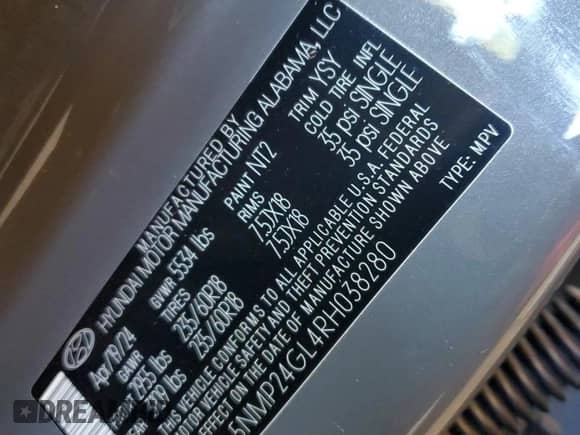 MANUFACTURED BY
HYUNDAI MOTOR MANUFACTURING ALABAMA, LLC
Apr/19/24 GVWR 5534 lbs PAINT NT2 TRIM YSY
GAWR TIRES RIMS COLD TIRE INFL
2955 lbs 235/60R18 7.5JX18 35 psi SINGLE
lbs 235/60R18 7.5JX18 35 psi SINGLE
THIS VEHICLE CONFORMS TO ALL APPLICABLE U.S.A. FEDERAL
MOTOR VEHICLE SAFETY AND THEFT PREVENTION STANDARDS
IN EFFECT ON THE DATE OF MANUFACTURE SHOWN ABOVE
5NMP24GL4RH038280 TYPE: MPV
DREAM